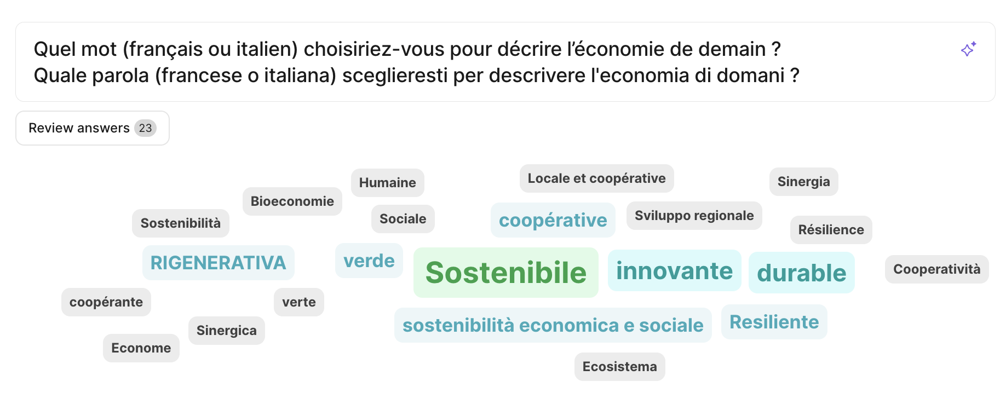 Quel mot (français ou italien) choisiriez-vous pour décrire l’économie de demain ?
Quale parola (francese o italiana) sceglieresti per descrivere l'economia di domani ?
Review answers 23
Humaine
Locale et coopérative
Sinergia
Bioeconomie
Sostenibilità
Sociale
coopérative
Sviluppo regionale
Résilience
RIGENERATIVA
verde
Sostenibile
innovante
durable
Cooperatività
coopérante
verte
Sinergica
sostenibilità economica e sociale
Resiliente
Econome
Ecosistema